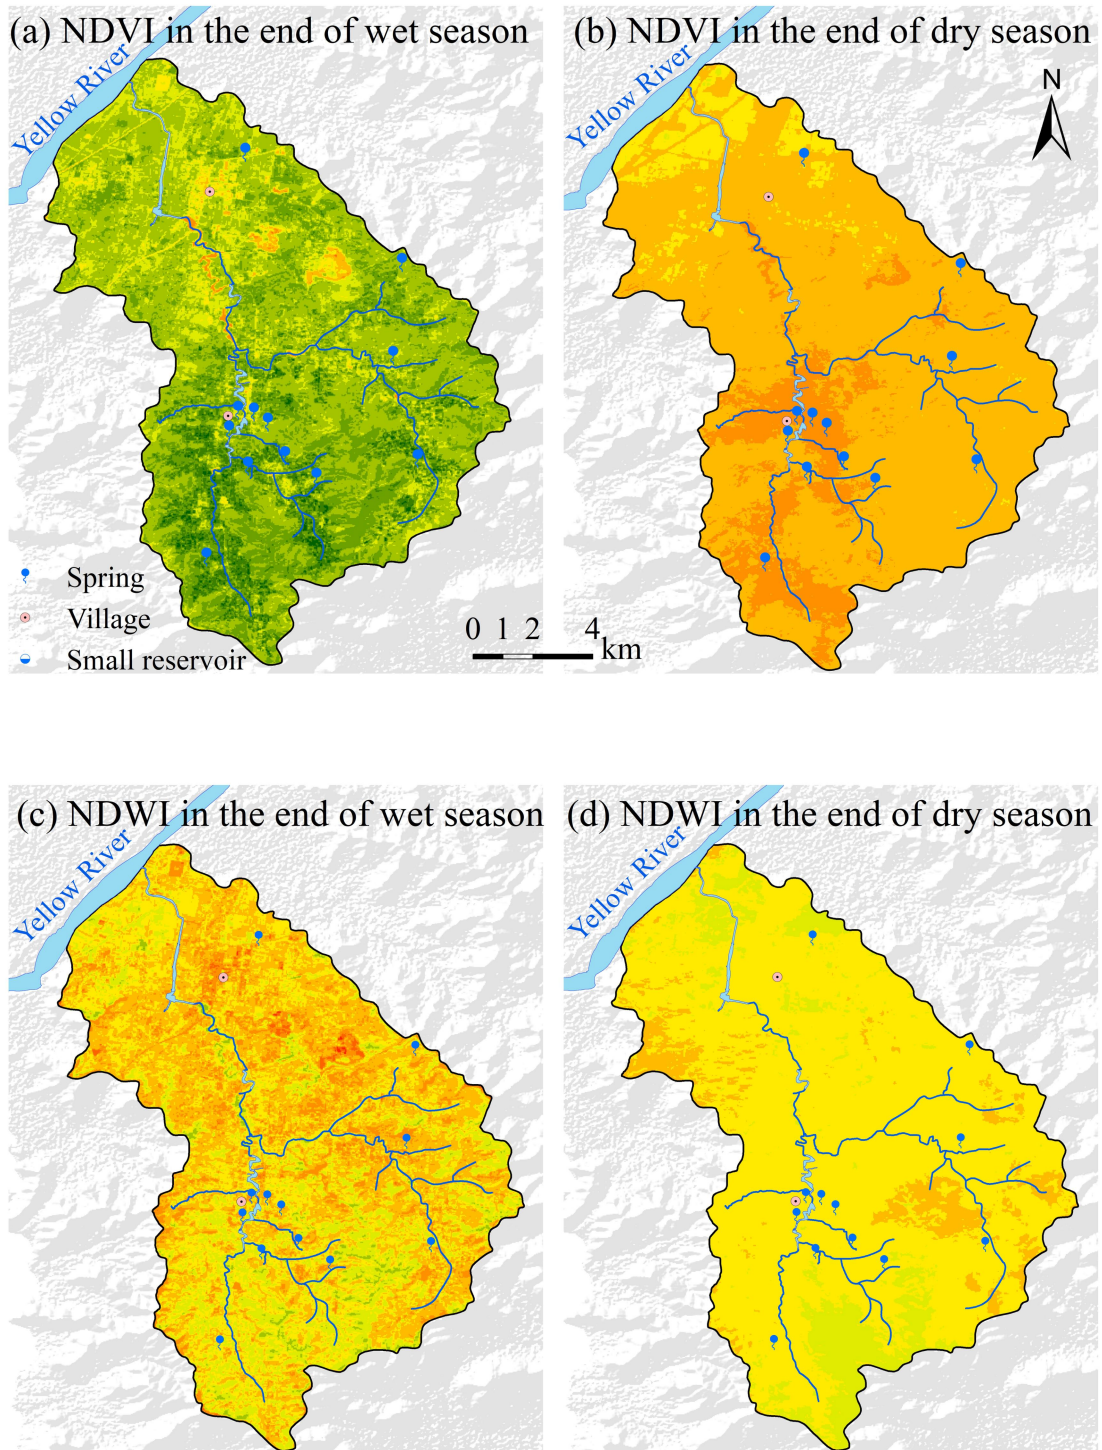 (a) NDVI in the end of wet season
(b) NDVI in the end of dry season
Yellow River
Yellow River
N
Spring
Village
Small reservoir
0 1 2 4
km
(c) NDWI in the end of wet season
(d) NDWI in the end of dry season
Yellow River
Yellow River